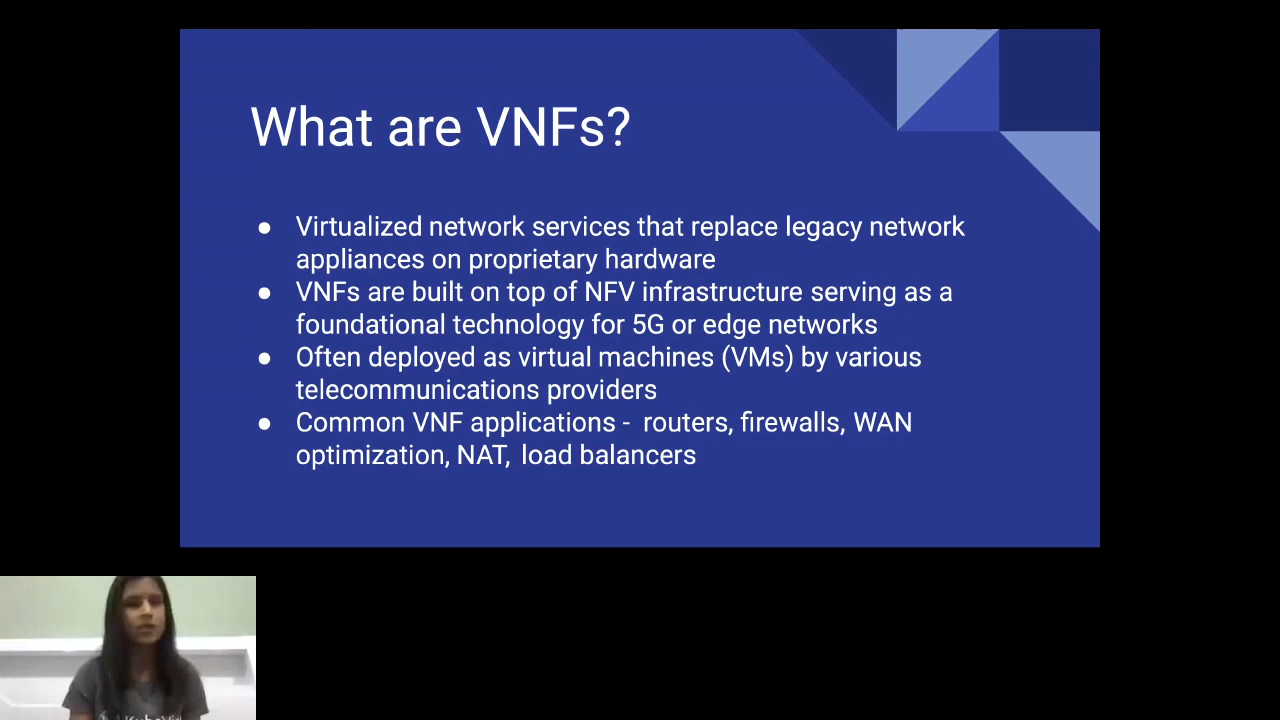 What are VNFs?
● Virtualized network services that replace legacy network
appliances on proprietary hardware
● VNFs are built on top of NFV infrastructure serving as a
foundational technology for 5G or edge networks
● Often deployed as virtual machines (VMs) by various
telecommunications providers
● Common VNF applications - routers, firewalls, WAN
optimization, NAT, load balancers